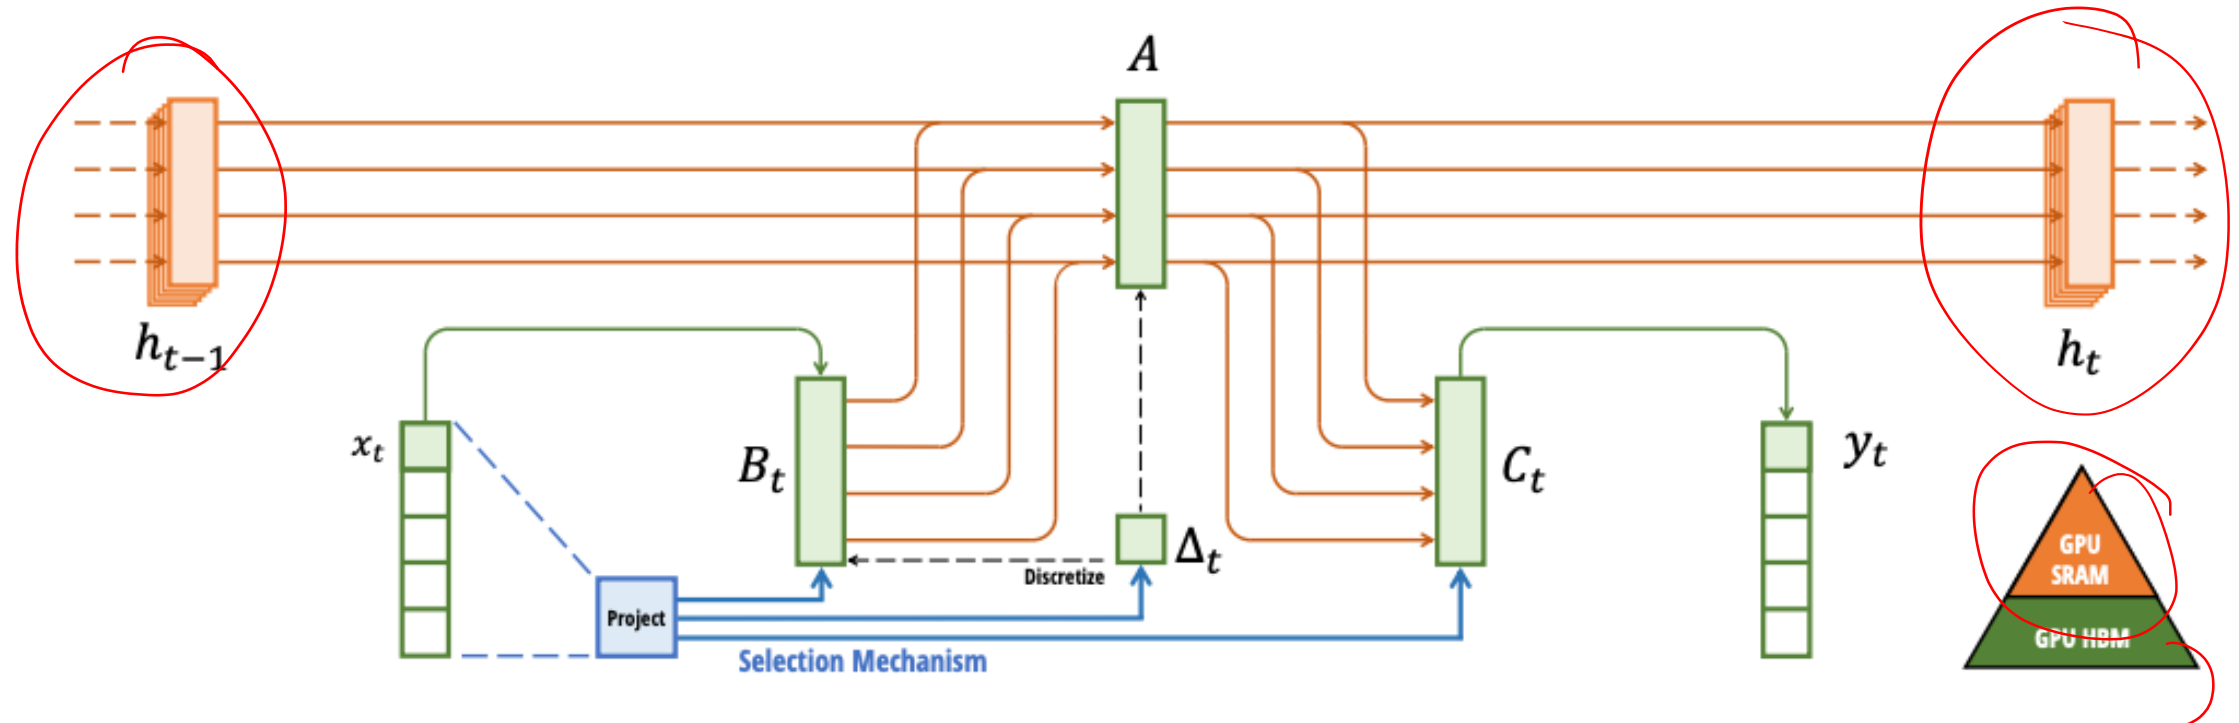 A
h_{t-1}
h_t
x_t
B_t
C_t
y_t
Δ_t
Discretize
Project
Selection Mechanism
GPU
SRAM
GPU HBM